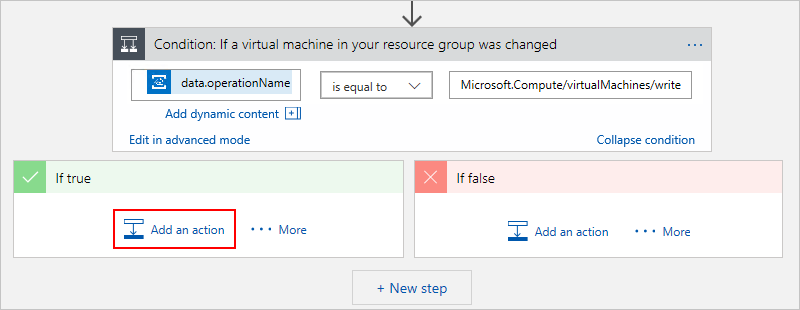 Condition: If a virtual machine in your resource group was changed ...
data.operationName is equal to Microsoft.Compute/virtualMachines/write
Add dynamic content
Edit in advanced mode Collapse condition
If true If false
Add an action ... More Add an action ... More
+ New step